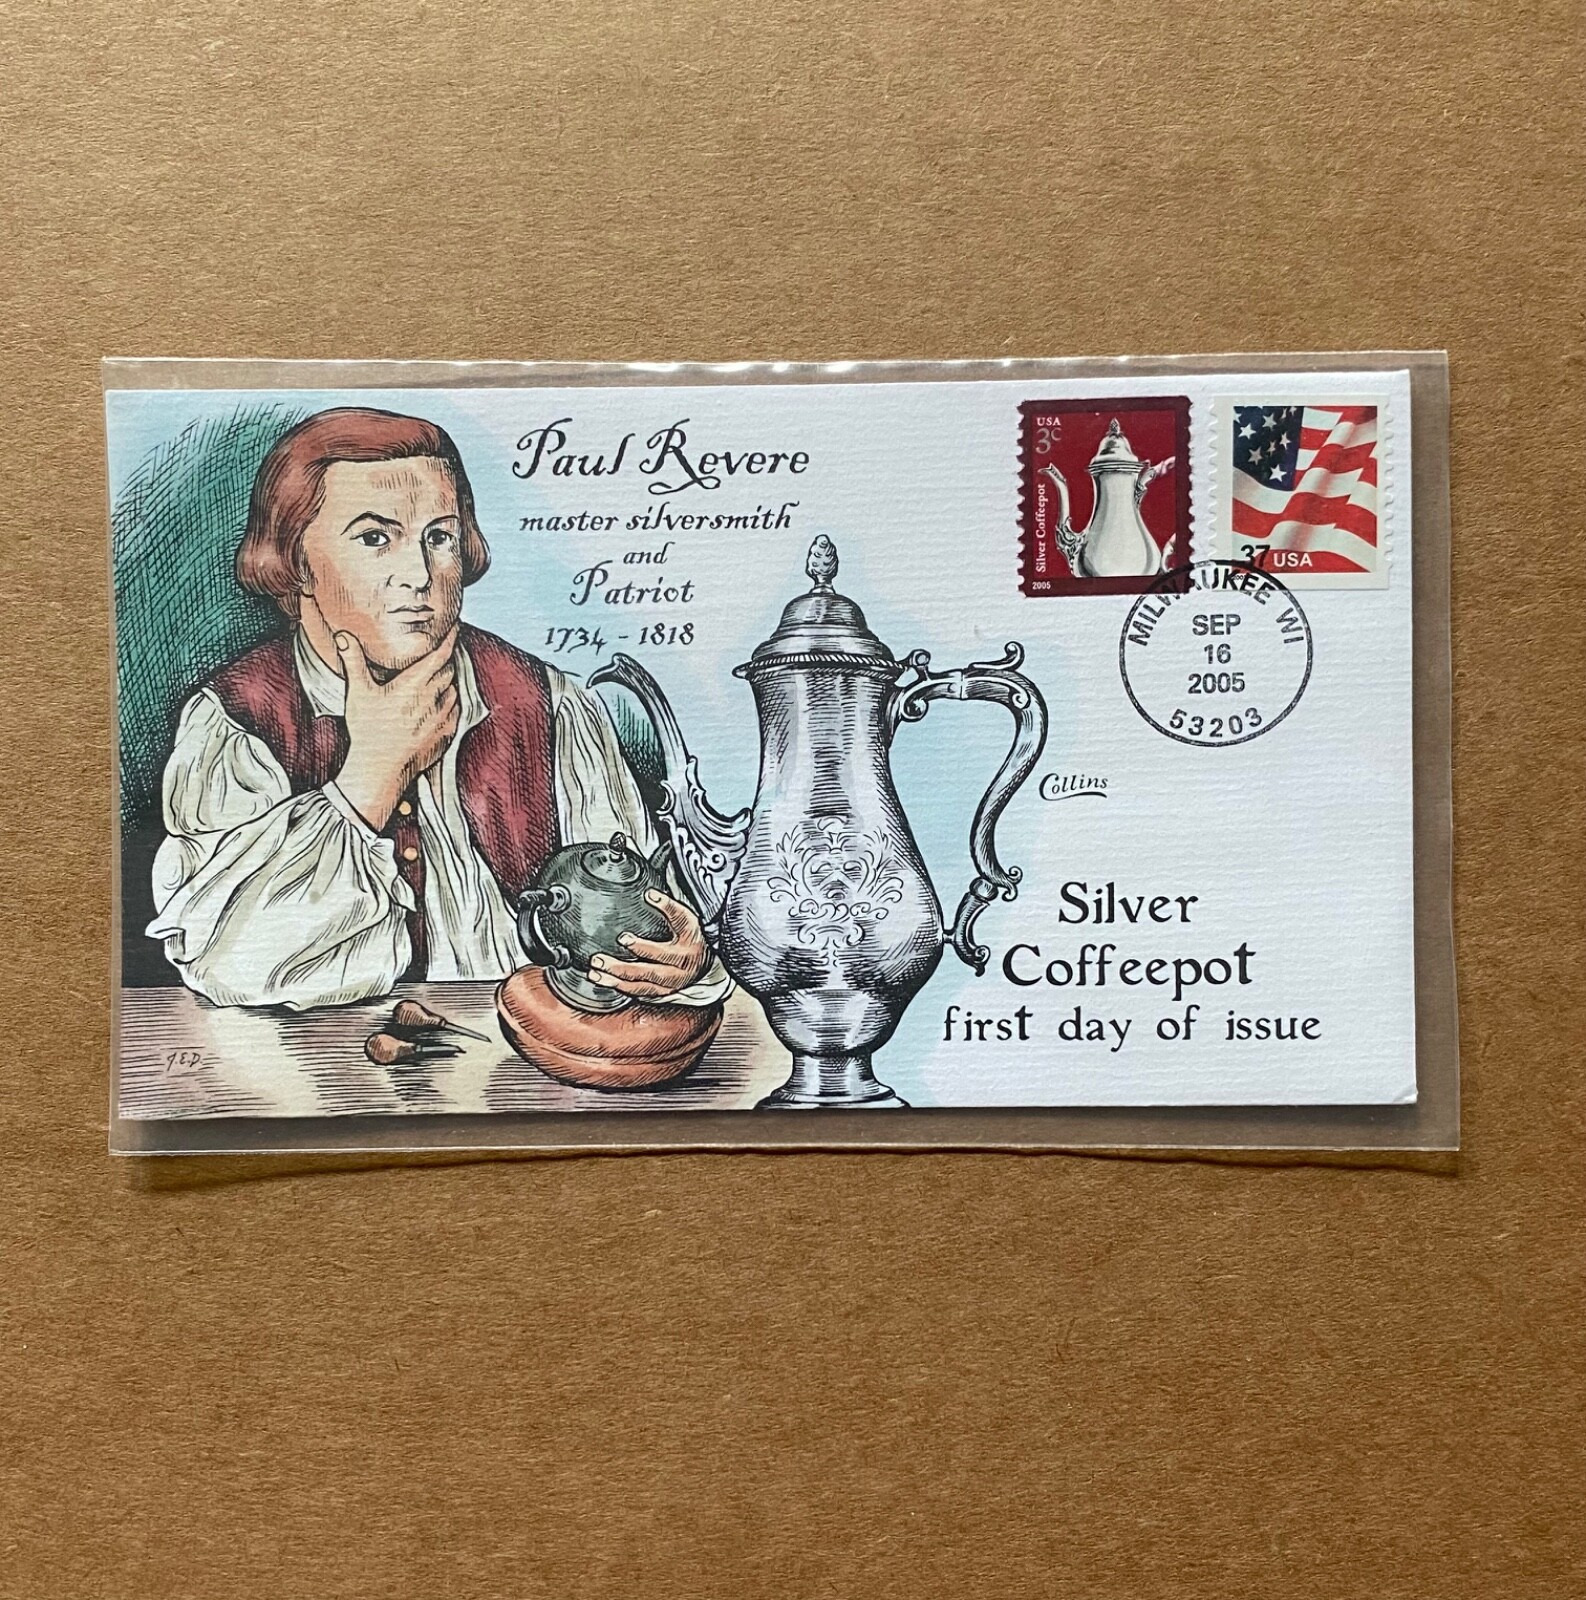 Paul Revere
master silversmith
and
Patriot
1734 - 1818
USA
3c
Silver Coffeepot
2005
37 USA
MILWAUKEE WI
SEP
16
2005
53203
Collins
Silver
Coffeepot
first day of issue
J.E.D.